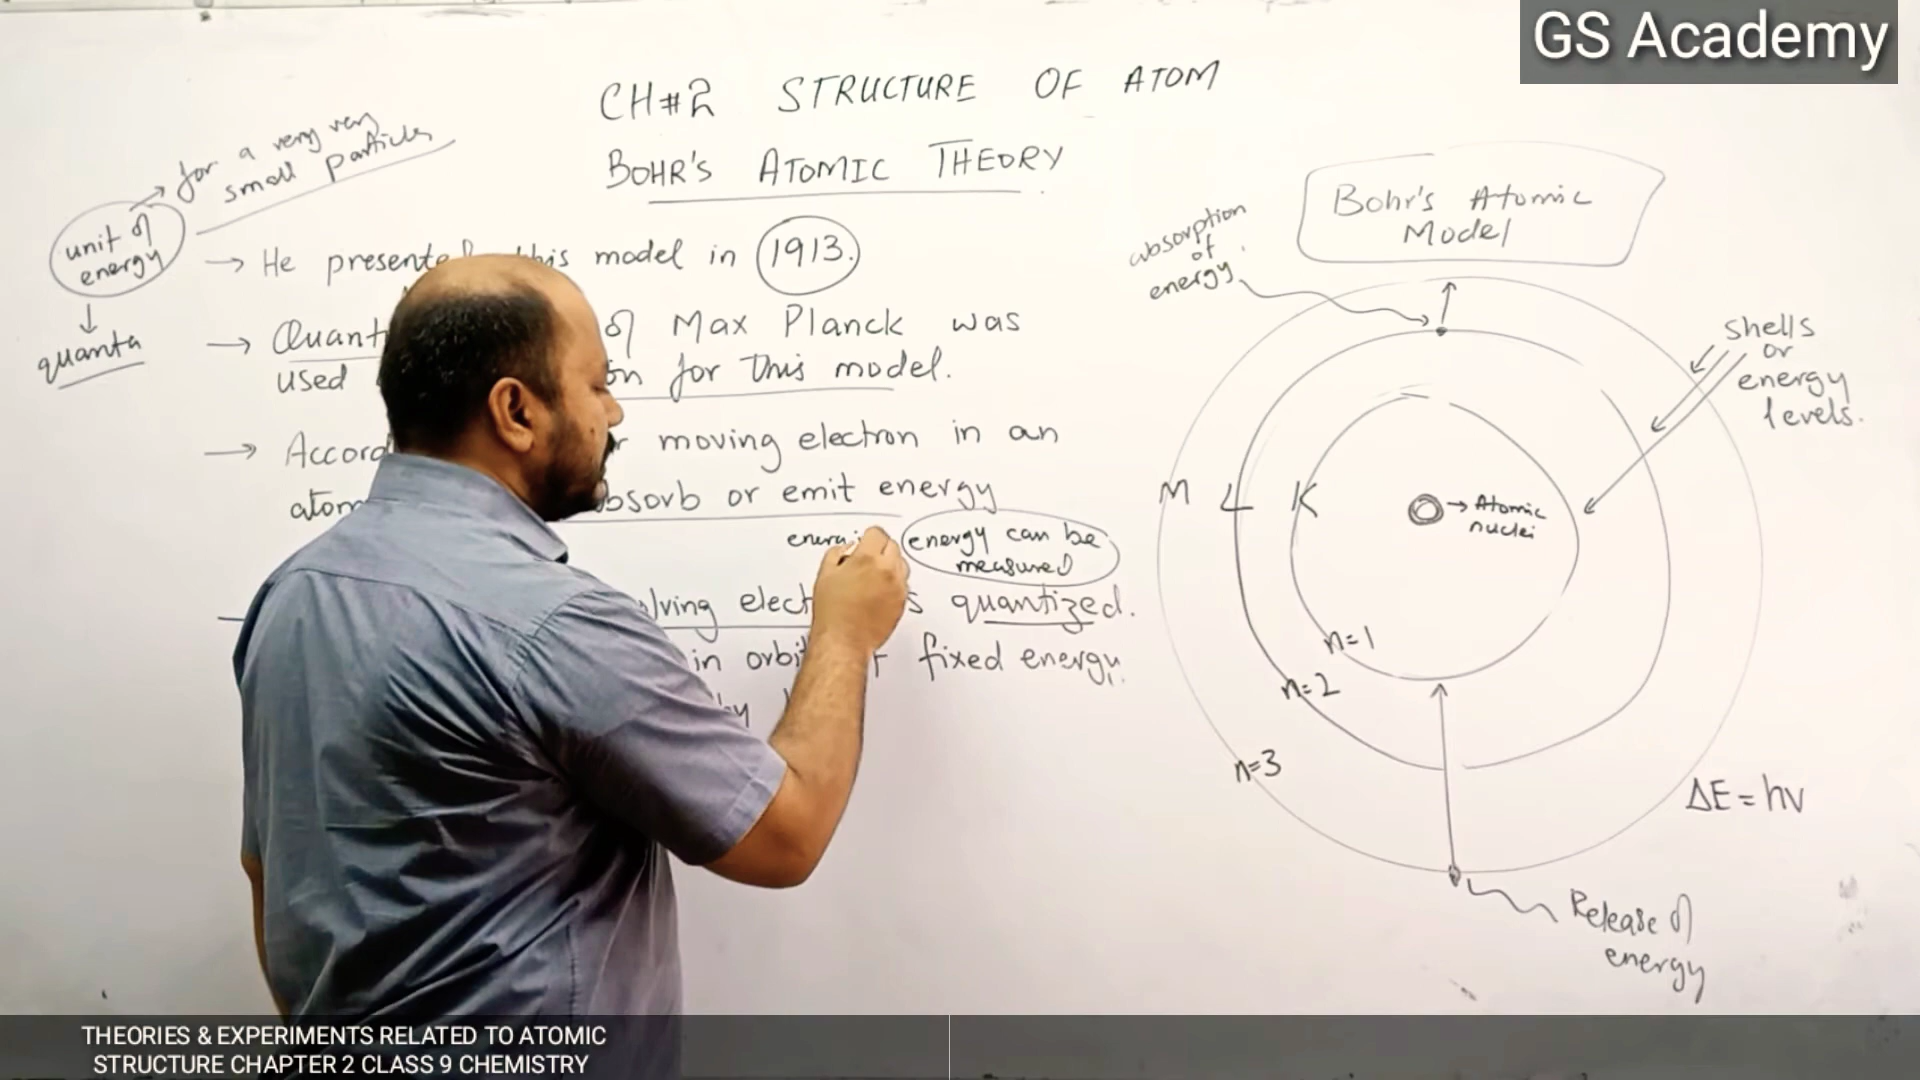 GS Academy
CH#2 STRUCTURE OF ATOM
BOHR'S ATOMIC THEORY
for a very very
small particles
unit of
energy
quanta
→ He presented this model in 1913.
→ of Max Planck was
used for this model.
→ moving electron in an
atom absorb or emit energy
energy can be
measured
quantized.
in fixed energy.
by
Bohr's Atomic
Model
absorption
of
energy
Shells
or
energy
levels.
M L K
→ Atomic
nuclei
n=1
n=2
n=3
ΔE = hν
Release of
energy
THEORIES & EXPERIMENTS RELATED TO ATOMIC
STRUCTURE CHAPTER 2 CLASS 9 CHEMISTRY